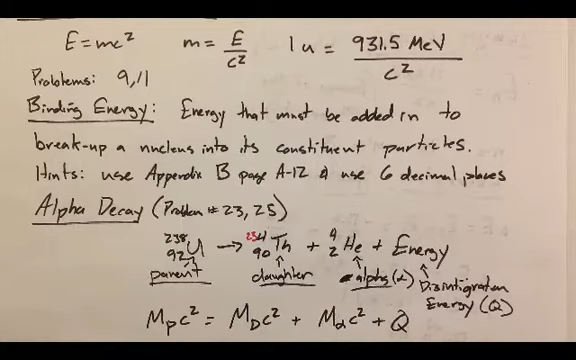 E = mc² m = E/c² 1 u = 931.5 MeV/c²
Problems: 9, 11
Binding Energy: Energy that must be added in to
break-up a nucleus into its constituent particles.
Hints: use Appendix B page A-12 & use 6 decimal places
Alpha Decay (Problem # 23, 25)
²³⁸₉₂U → ²³⁴₉₀Th + ⁴₂He + Energy
parent daughter alpha (α) Disintigration
Energy (Q)
M_Pc² = M_Dc² + M_αc² + Q